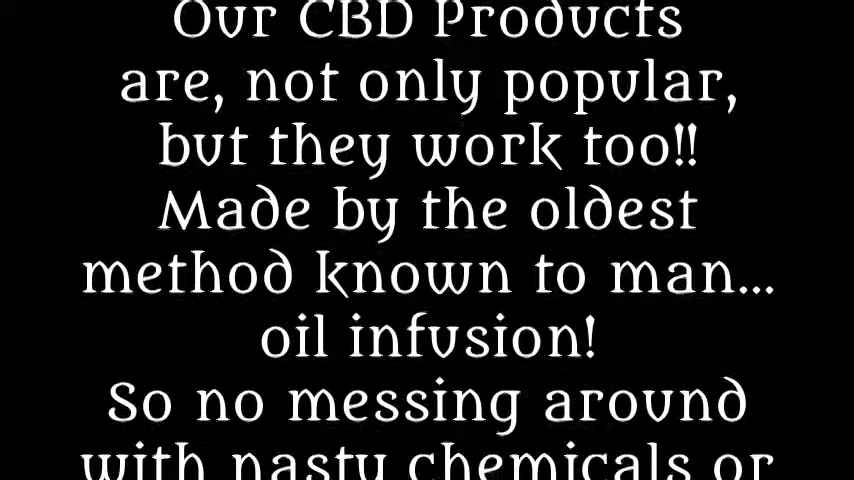 Our CBD Products
are, not only popular,
but they work too!!
Made by the oldest
method known to man...
oil infusion!
So no messing around
with nasty chemicals or